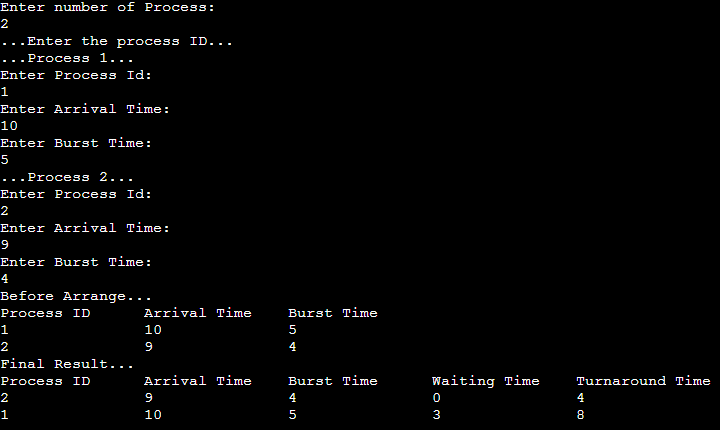 Enter number of Process:
2
...Enter the process ID...
...Process 1...
Enter Process Id:
1
Enter Arrival Time:
10
Enter Burst Time:
5
...Process 2...
Enter Process Id:
2
Enter Arrival Time:
9
Enter Burst Time:
4
Before Arrange...
Process ID Arrival Time Burst Time
1 10 5
2 9 4
Final Result...
Process ID Arrival Time Burst Time Waiting Time Turnaround Time
2 9 4 0 4
1 10 5 3 8